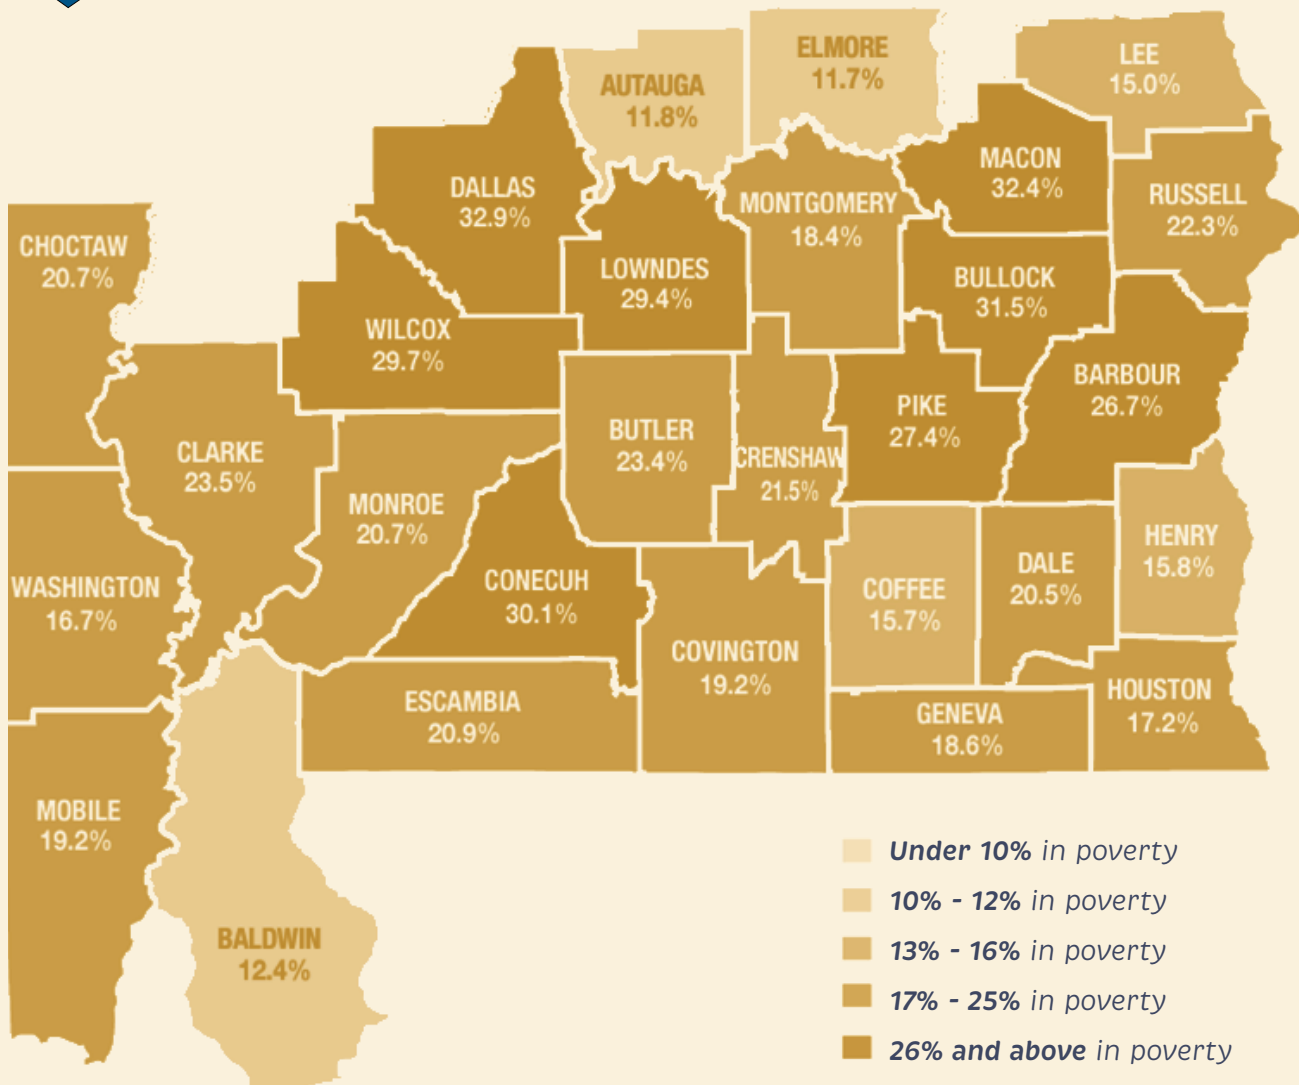 ELMORE
11.7%
LEE
15.0%
AUTAUGA
11.8%
MACON
32.4%
DALLAS
32.9%
MONTGOMERY
18.4%
RUSSELL
22.3%
CHOCTAW
20.7%
LOWNDES
29.4%
BULLOCK
31.5%
WILCOX
29.7%
BARBOUR
26.7%
PIKE
27.4%
BUTLER
23.4%
CRENSHAW
21.5%
CLARKE
23.5%
MONROE
20.7%
HENRY
15.8%
DALE
20.5%
COFFEE
15.7%
CONECUH
30.1%
WASHINGTON
16.7%
COVINGTON
19.2%
HOUSTON
17.2%
ESCAMBIA
20.9%
GENEVA
18.6%
MOBILE
19.2%
BALDWIN
12.4%
Under 10% in poverty
10% - 12% in poverty
13% - 16% in poverty
17% - 25% in poverty
26% and above in poverty